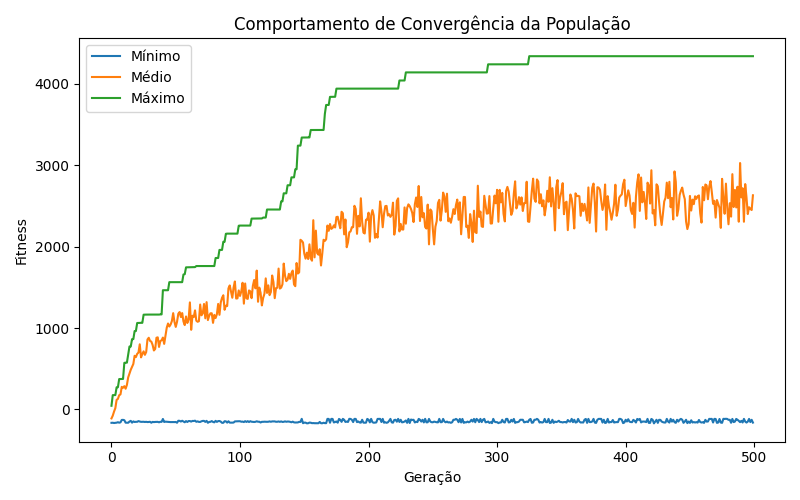 Comportamento de Convergência da População
Mínimo
Médio
Máximo
Fitness
4000
3000
2000
1000
0
0 100 200 300 400 500
Geração